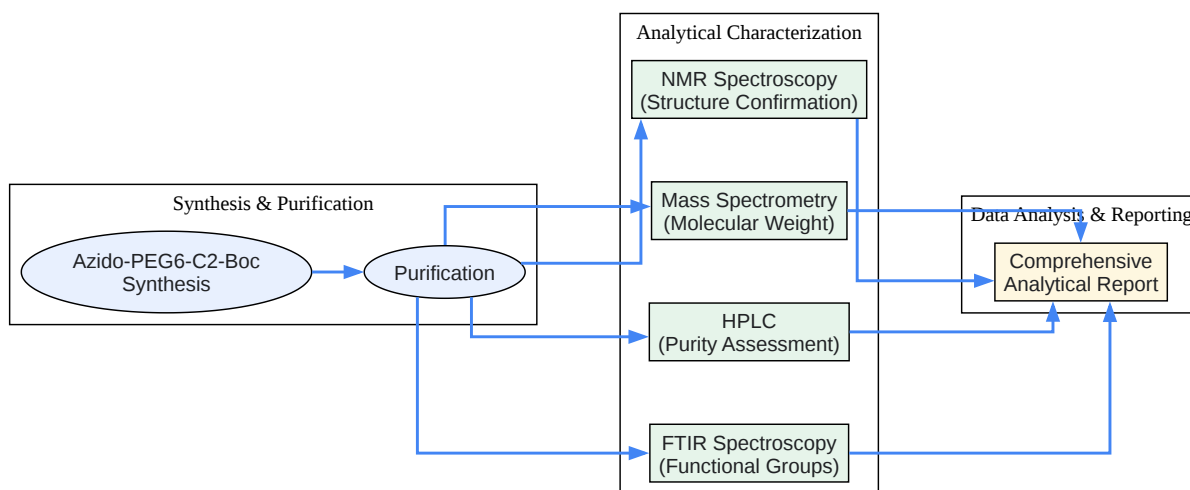 Analytical Characterization
NMR Spectroscopy
(Structure Confirmation)
Synthesis & Purification
Mass Spectrometry
(Molecular Weight)
Data Analysis & Reporting
Azido-PEG6-C2-Boc
Synthesis
Purification
Comprehensive
Analytical Report
HPLC
(Purity Assessment)
FTIR Spectroscopy
(Functional Groups)